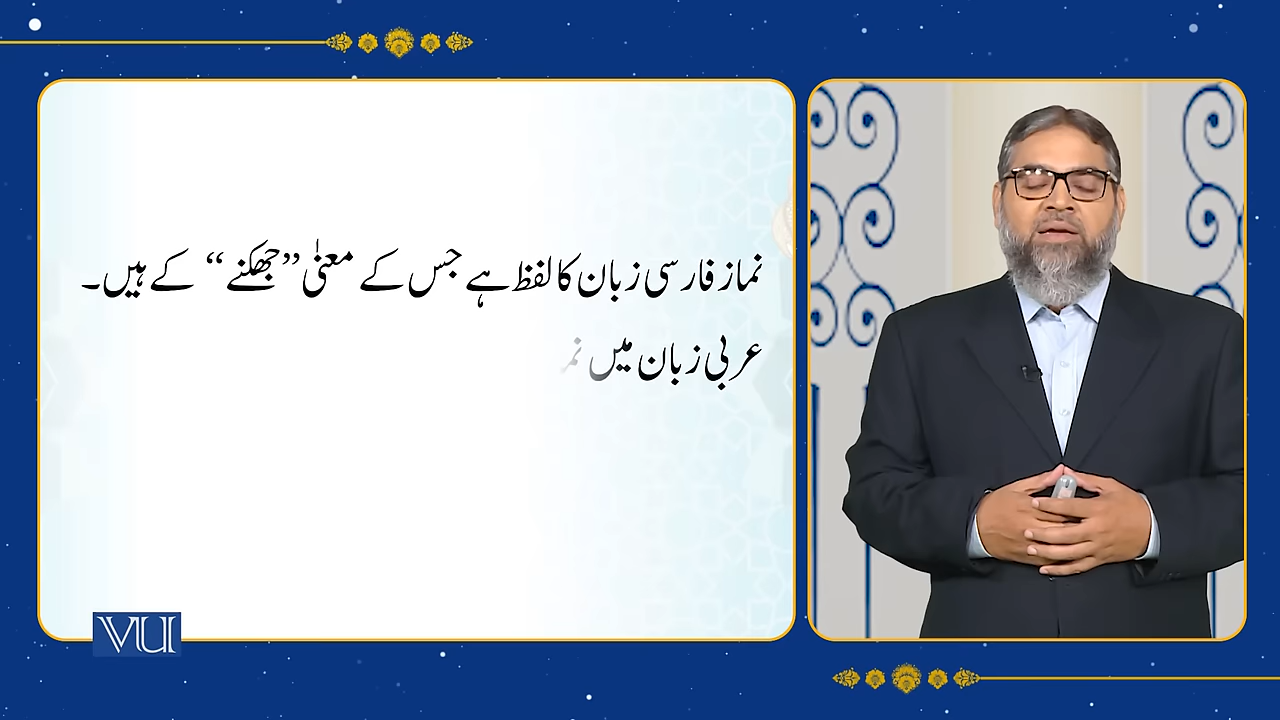 نماز فارسی زبان کا لفظ ہے جس کے معنیٰ ”جھکنے“ کے ہیں۔
عربی زبان میں
VU